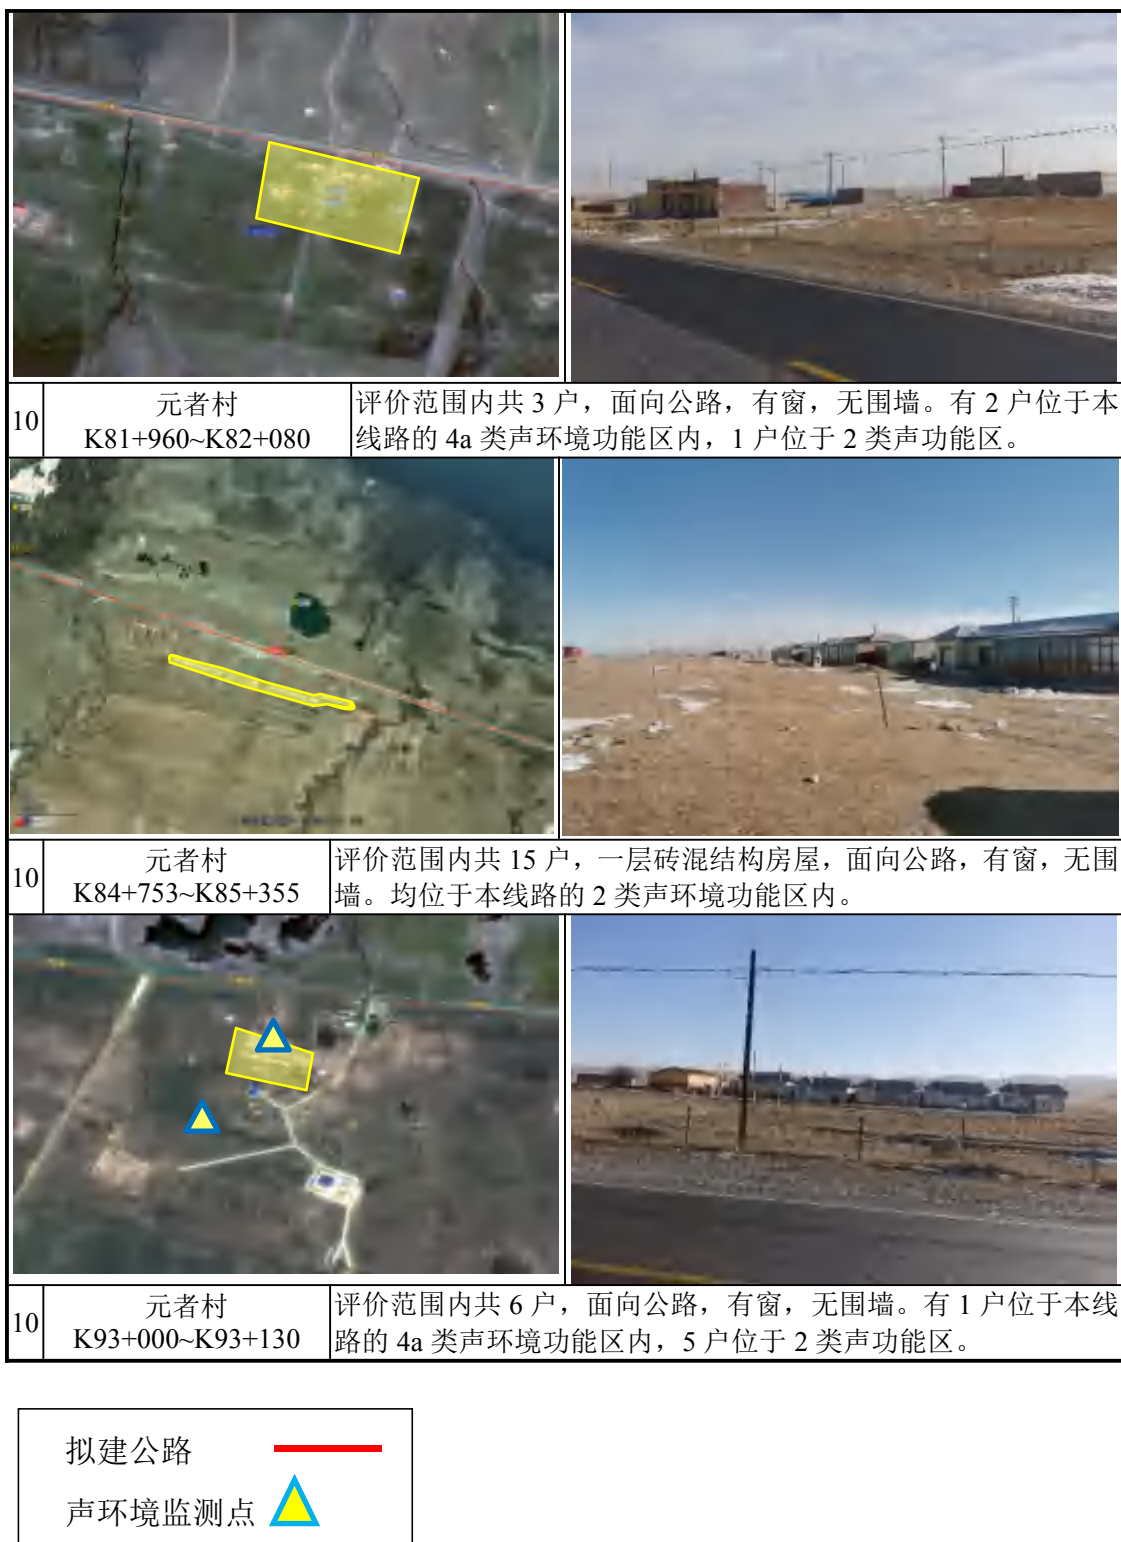 10
元者村
K81+960~K82+080
评价范围内共 3 户，面向公路，有窗，无围墙。有 2 户位于本
线路的 4a 类声环境功能区内，1 户位于 2 类声功能区。
10
元者村
K84+753~K85+355
评价范围内共 15 户，一层砖混结构房屋，面向公路，有窗，无围
墙。均位于本线路的 2 类声环境功能区内。
10
元者村
K93+000~K93+130
评价范围内共 6 户，面向公路，有窗，无围墙。有 1 户位于本线
路的 4a 类声环境功能区内，5 户位于 2 类声功能区。
拟建公路
声环境监测点